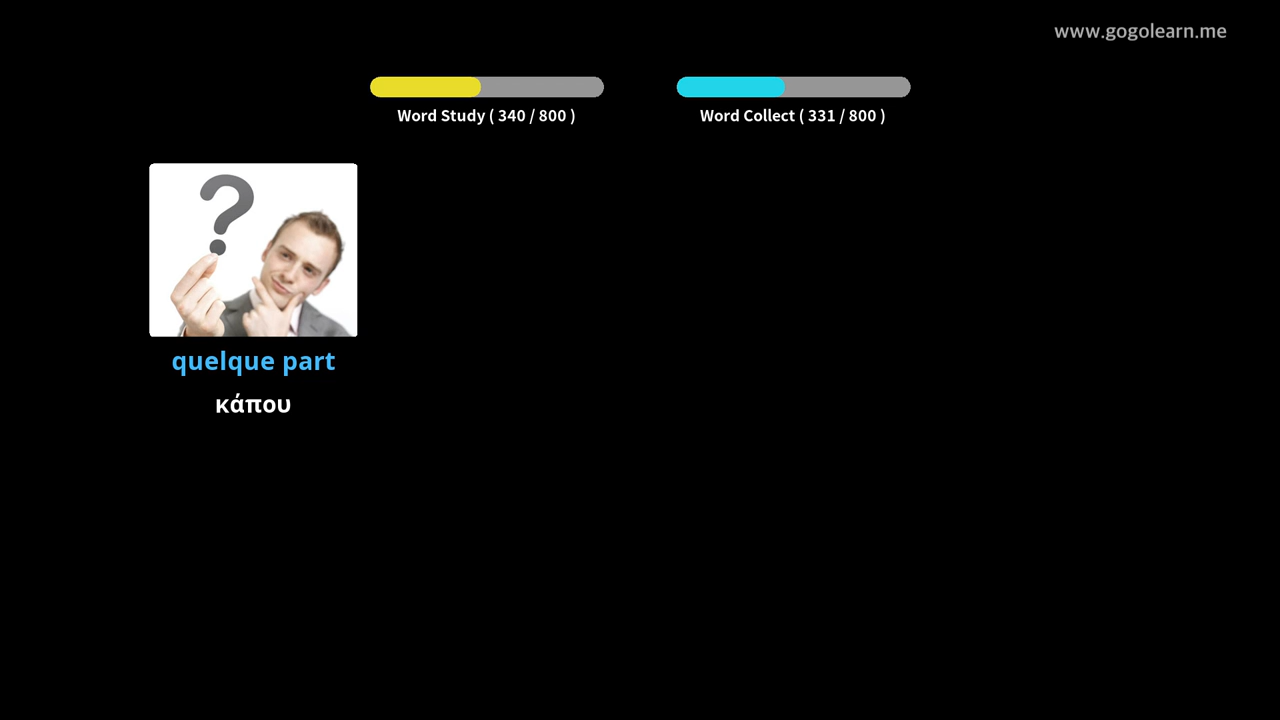 www.gogolearn.me
Word Study ( 340 / 800 )
Word Collect ( 331 / 800 )
?
quelque part
κάπου